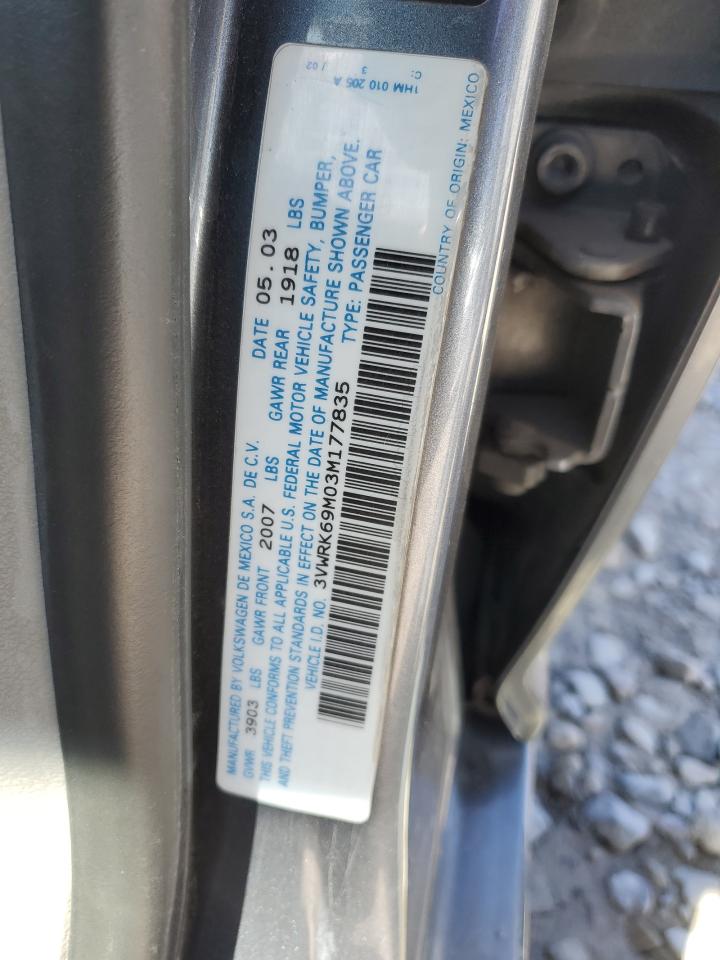 MANUFACTURED BY VOLKSWAGEN DE MEXICO S.A. DE C.V. DATE 05.03
GVWR 3903 LBS GAWR FRONT 2007 LBS GAWR REAR 1918 LBS
THIS VEHICLE CONFORMS TO ALL APPLICABLE U.S. FEDERAL MOTOR VEHICLE SAFETY, BUMPER,
AND THEFT PREVENTION STANDARDS IN EFFECT ON THE DATE OF MANUFACTURE SHOWN ABOVE.
VEHICLE I.D. NO. 3VWRK69M03M177835 TYPE: PASSENGER CAR
COUNTRY OF ORIGIN: MEXICO
1HM 010 205 A
C: 3 / 02